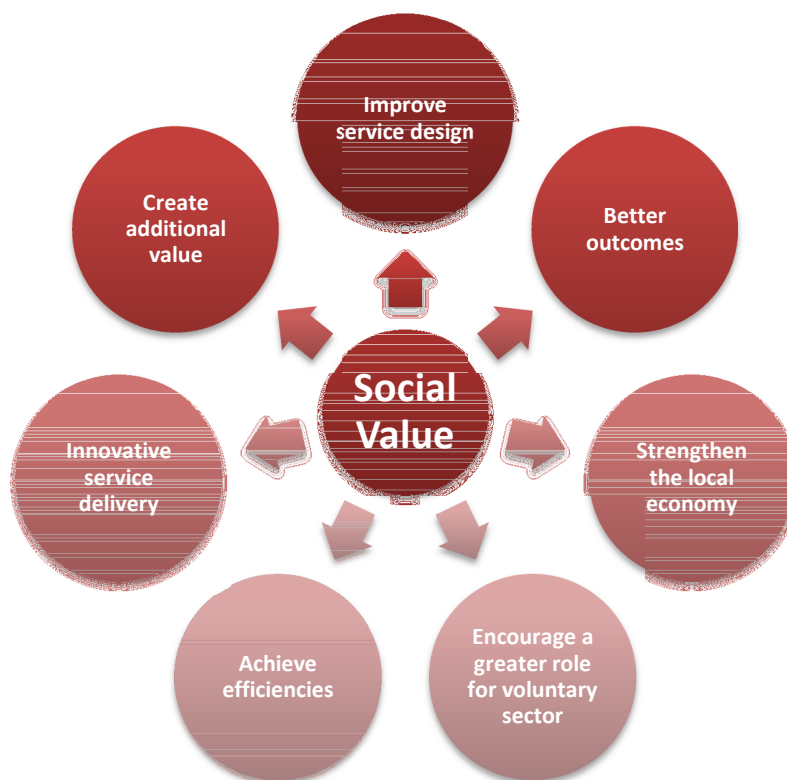 Improve
service design
Better
outcomes
Strengthen
the local
economy
Encourage a
greater role
for voluntary
sector
Achieve
efficiencies
Innovative
service
delivery
Create
additional
value
Social
Value